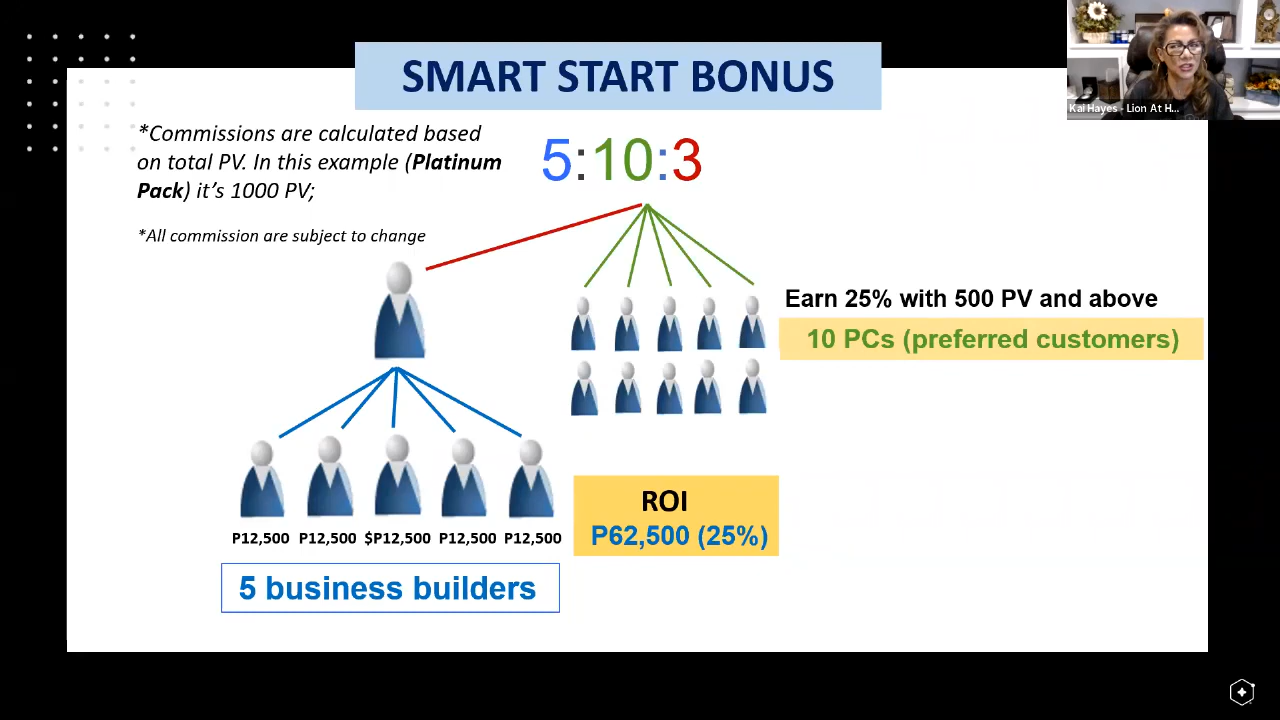 SMART START BONUS
*Commissions are calculated based
on total PV. In this example (Platinum
Pack) it's 1000 PV;
*All commission are subject to change
5:10:3
Kai Hayes - Lion At H...
Earn 25% with 500 PV and above
10 PCs (preferred customers)
P12,500 P12,500 $P12,500 P12,500 P12,500
ROI
P62,500 (25%)
5 business builders